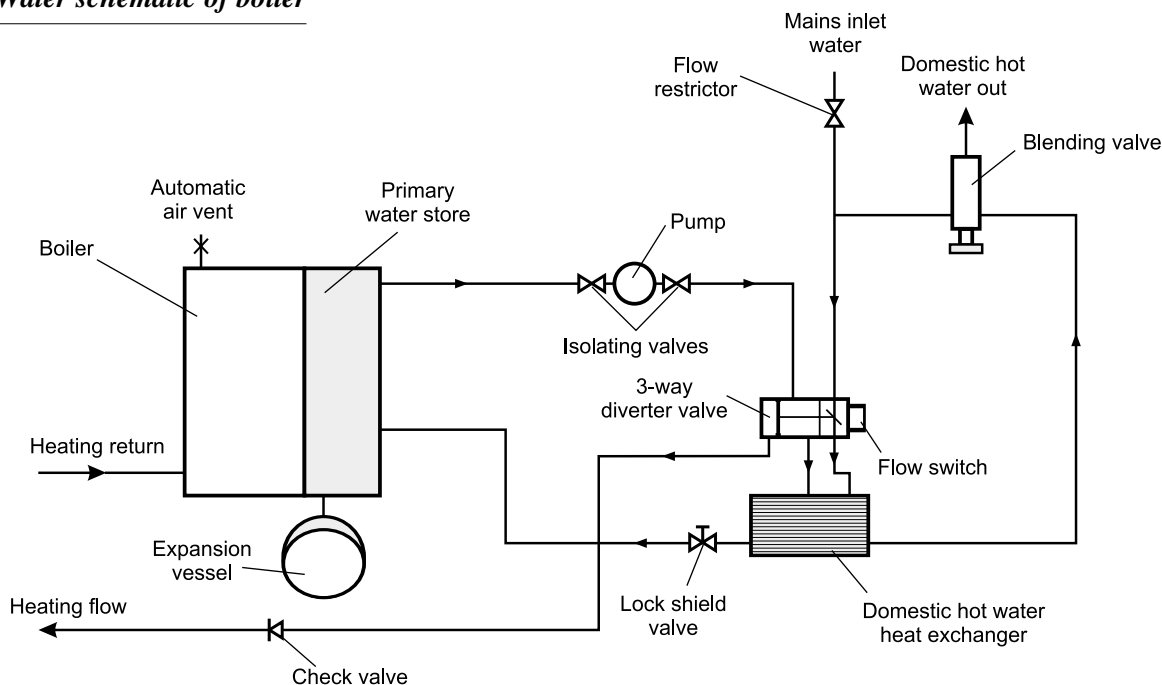 Water schematic of boiler
Mains inlet
water
Flow
restrictor
Domestic hot
water out
Blending valve
Automatic
air vent
Primary
water store
Boiler
Pump
Isolating valves
3-way
diverter valve
Heating return
Flow switch
Expansion
vessel
Lock shield
valve
Domestic hot water
heat exchanger
Heating flow
Check valve